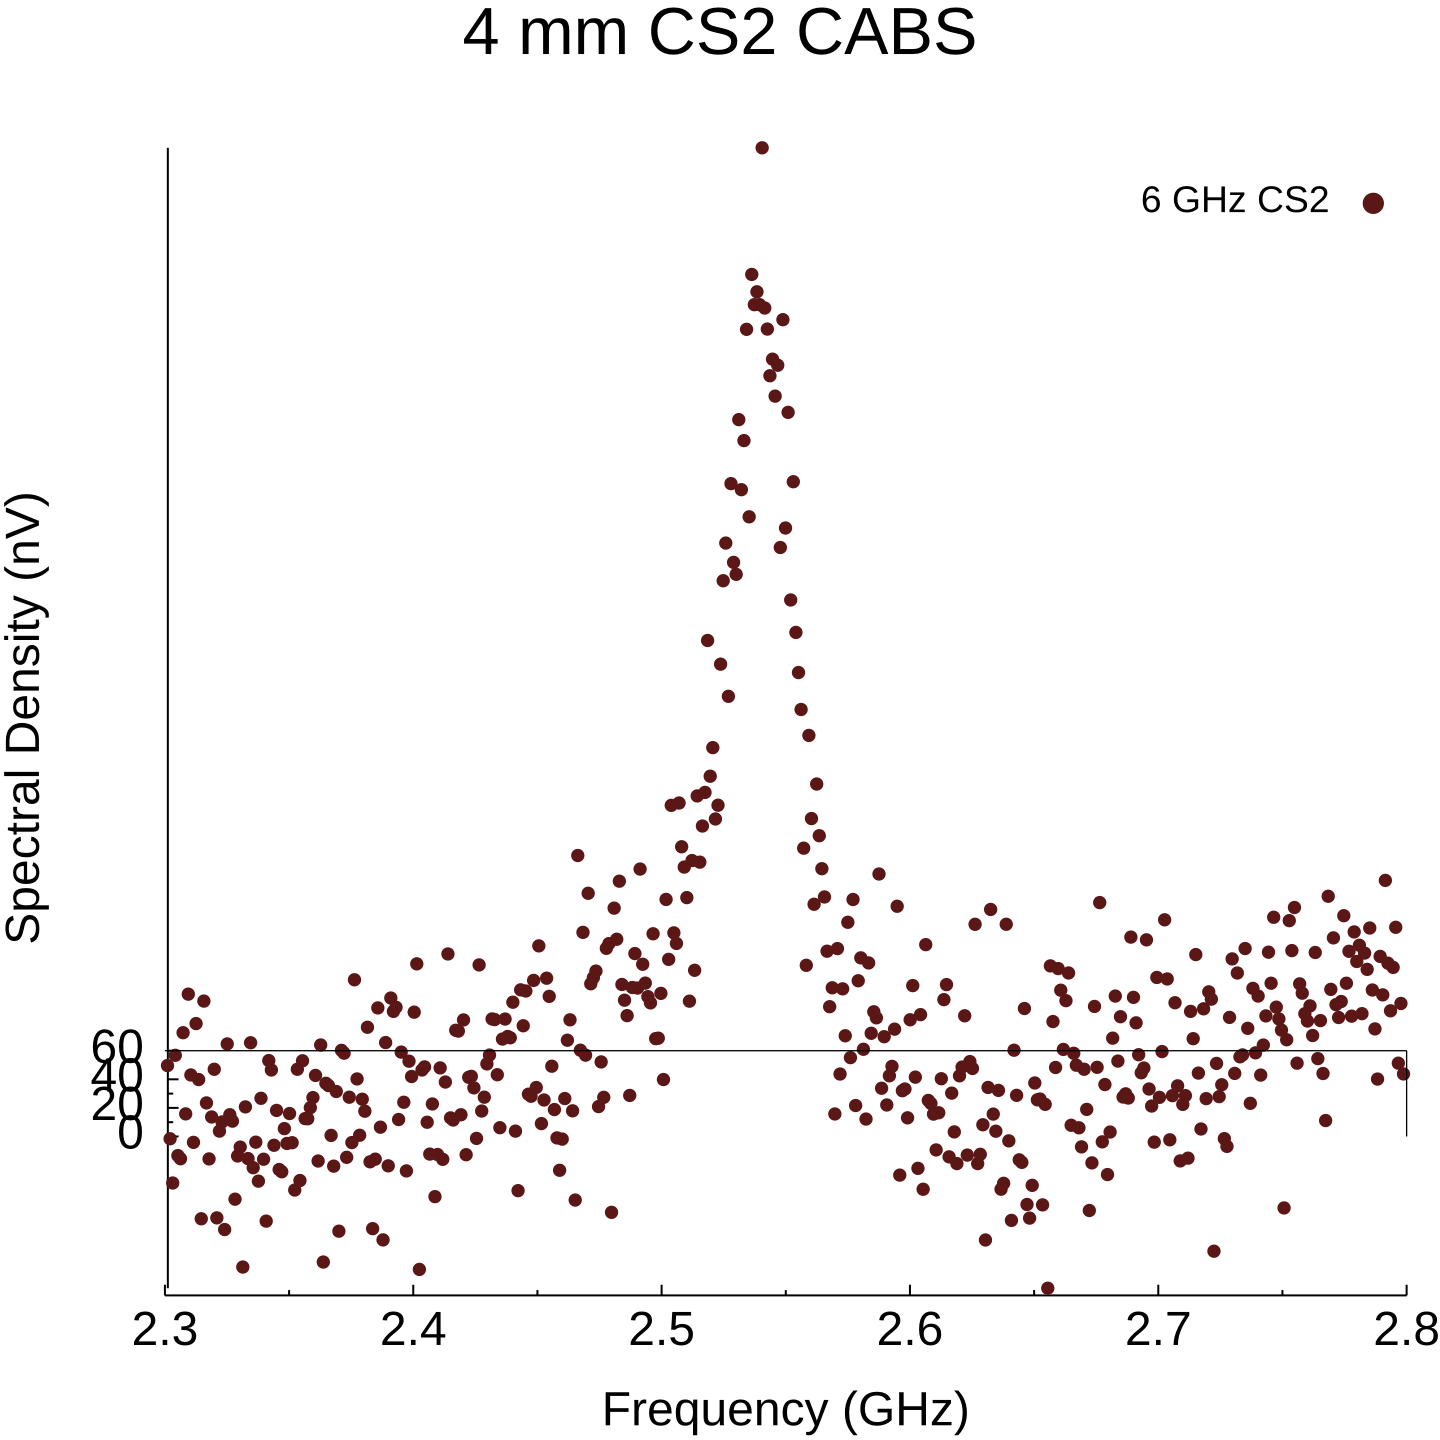 4 mm CS2 CABS
6 GHz CS2
Spectral Density (nV)
60
40
20
0
2.3 2.4 2.5 2.6 2.7 2.8
Frequency (GHz)